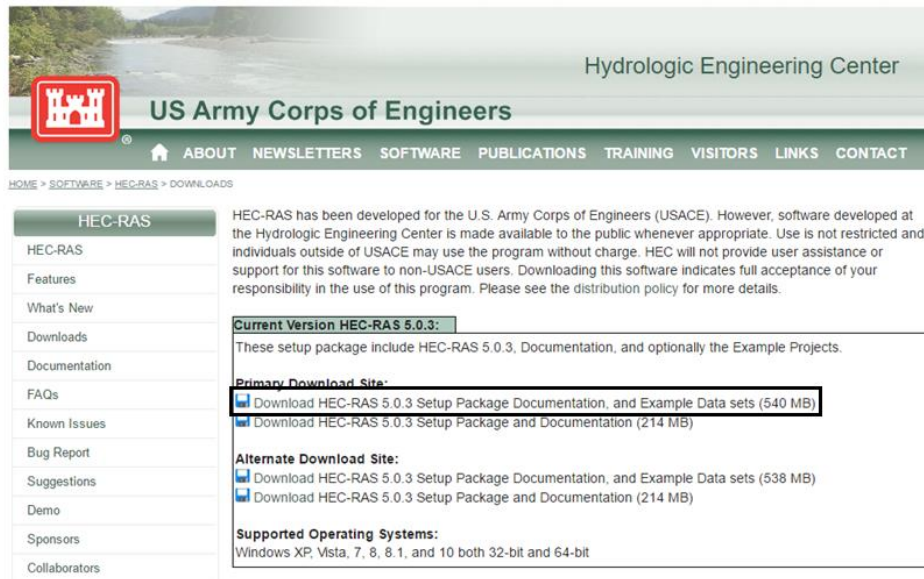 Hydrologic Engineering Center
US Army Corps of Engineers
®
ABOUT NEWSLETTERS SOFTWARE PUBLICATIONS TRAINING VISITORS LINKS CONTACT
HOME > SOFTWARE > HEC-RAS > DOWNLOADS
HEC-RAS
HEC-RAS
Features
What's New
Downloads
Documentation
FAQs
Known Issues
Bug Report
Suggestions
Demo
Sponsors
Collaborators
HEC-RAS has been developed for the U.S. Army Corps of Engineers (USACE). However, software developed at
the Hydrologic Engineering Center is made available to the public whenever appropriate. Use is not restricted and
individuals outside of USACE may use the program without charge. HEC will not provide user assistance or
support for this software to non-USACE users. Downloading this software indicates full acceptance of your
responsibility in the use of this program. Please see the distribution policy for more details.
Current Version HEC-RAS 5.0.3:
These setup package include HEC-RAS 5.0.3, Documentation, and optionally the Example Projects.
Primary Download Site:
Download HEC-RAS 5.0.3 Setup Package Documentation, and Example Data sets (540 MB)
Download HEC-RAS 5.0.3 Setup Package and Documentation (214 MB)
Alternate Download Site:
Download HEC-RAS 5.0.3 Setup Package Documentation, and Example Data sets (538 MB)
Download HEC-RAS 5.0.3 Setup Package and Documentation (214 MB)
Supported Operating Systems:
Windows XP, Vista, 7, 8, 8.1, and 10 both 32-bit and 64-bit